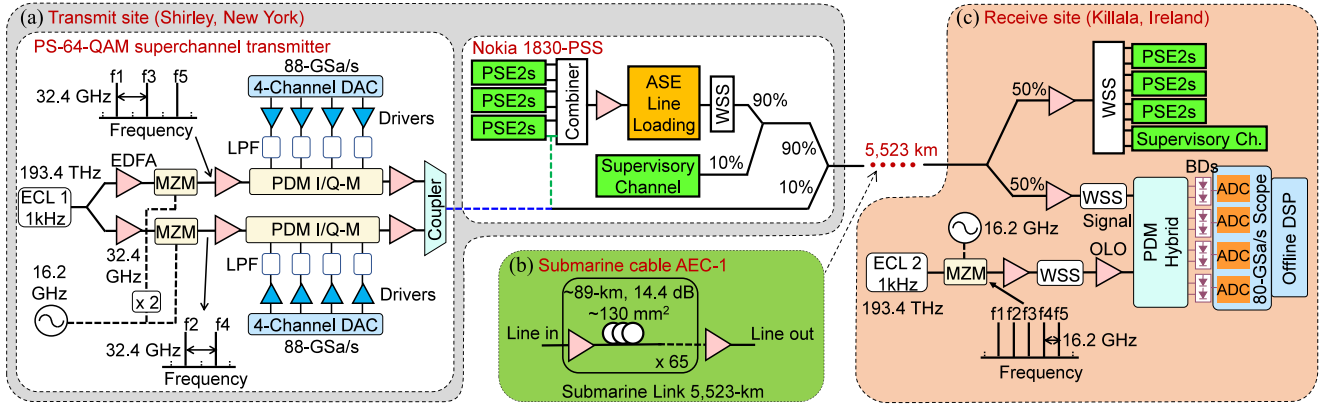 (a) Transmit site (Shirley, New York)
PS-64-QAM superchannel transmitter
f1 f3 f5
32.4 GHz
Frequency
88-GSa/s
4-Channel DAC
Drivers
LPF
193.4 THz
ECL 1
1kHz
EDFA
MZM
PDM I/Q-M
MZM
PDM I/Q-M
Coupler
32.4
GHz
LPF
16.2
GHz
x 2
Drivers
4-Channel DAC
88-GSa/s
f2 f4
32.4 GHz
Frequency
Nokia 1830-PSS
PSE2s
PSE2s
PSE2s
Combiner
ASE
Line
Loading
WSS
90%
Supervisory
Channel
10%
90%
10%
5,523 km
(b) Submarine cable AEC-1
~89-km, 14.4 dB
~130 mm²
Line in
Line out
x 65
Submarine Link 5,523-km
(c) Receive site (Killala, Ireland)
50%
WSS
PSE2s
PSE2s
PSE2s
Supervisory Ch.
50%
WSS
Signal
BDs
PDM
Hybrid
ADC
ADC
ADC
ADC
80-GSa/s Scope
Offline DSP
16.2 GHz
OLO
ECL 2
1kHz
193.4 THz
MZM
WSS
f1 f2 f3 f4 f5
16.2 GHz
Frequency